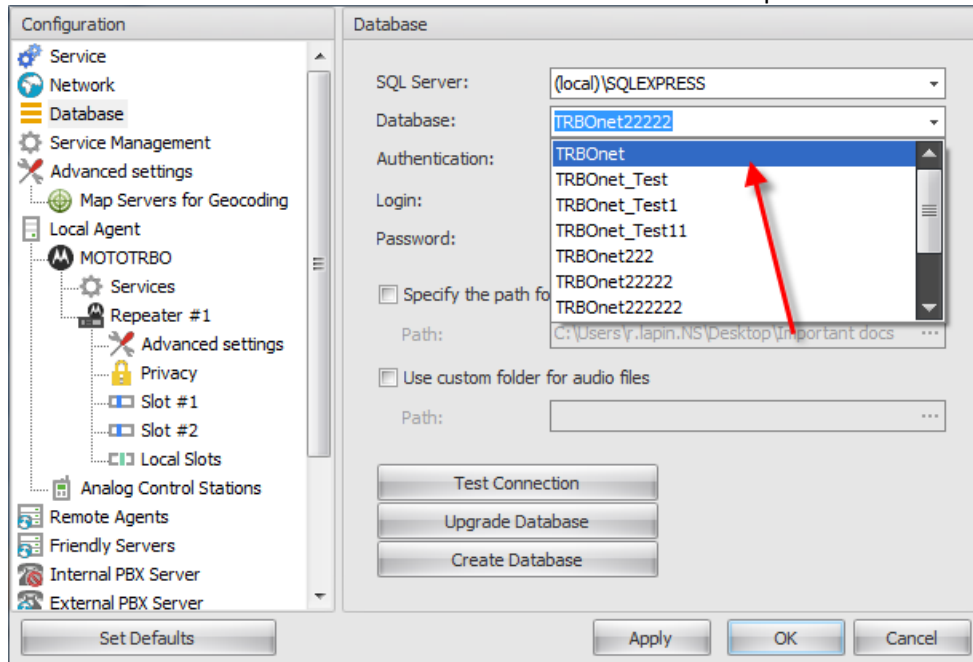 Configuration
Service
Network
Database
Service Management
Advanced settings
Map Servers for Geocoding
Local Agent
MOTOTRBO
Services
Repeater #1
Advanced settings
Privacy
Slot #1
Slot #2
Local Slots
Analog Control Stations
Remote Agents
Friendly Servers
Internal PBX Server
External PBX Server
Set Defaults
Database
SQL Server: (local)\SQLEXPRESS
Database: TRBOnet22222
Authentication:
Login:
Password:
TRBOnet
TRBOnet_Test
TRBOnet_Test1
TRBOnet_Test11
TRBOnet222
TRBOnet22222
TRBOnet222222
Specify the path fo
Path: C:\Users\r.lapin.NS\Desktop\Important docs ...
Use custom folder for audio files
Path: ...
Test Connection
Upgrade Database
Create Database
Apply OK Cancel